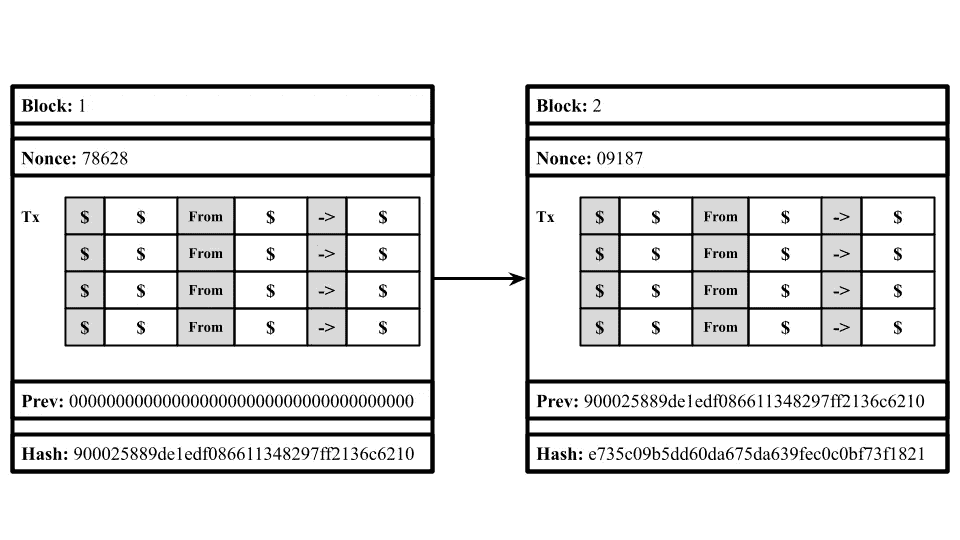 Block: 1
Nonce: 78628
Tx
$ $ From $ -> $
$ $ From $ -> $
$ $ From $ -> $
$ $ From $ -> $
Prev: 00000000000000000000000000000000000000
Hash: 900025889de1edf086611348297ff2136c6210
Block: 2
Nonce: 09187
Tx
$ $ From $ -> $
$ $ From $ -> $
$ $ From $ -> $
$ $ From $ -> $
Prev: 900025889de1edf086611348297ff2136c6210
Hash: e735c09b5dd60da675da639fec0c0bf73f1821